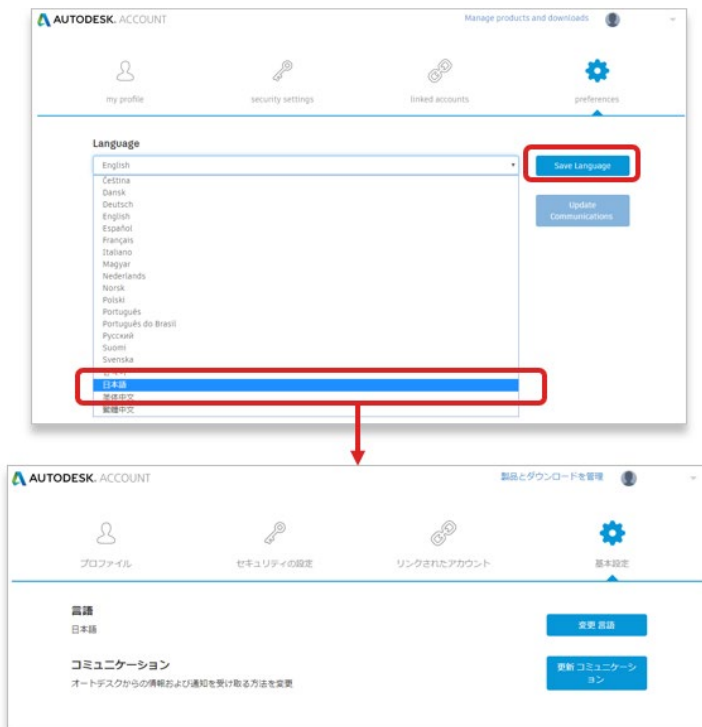 AUTODESK. ACCOUNT
Manage products and downloads
my profile
security settings
linked accounts
preferences
Language
English
Save Language
Čeština
Dansk
Deutsch
English
Español
Français
Italiano
Magyar
Nederlands
Norsk
Polski
Português
Português do Brasil
Русский
Suomi
Svenska
日本語
简体中文
繁體中文
Update
Communications
AUTODESK. ACCOUNT
製品とダウンロードを管理
プロファイル
セキュリティの設定
リンクされたアカウント
基本設定
言語
日本語
変更 言語
コミュニケーション
オートデスクからの情報および通知を受け取る方法を変更
更新 コミュニケーシ
ョン